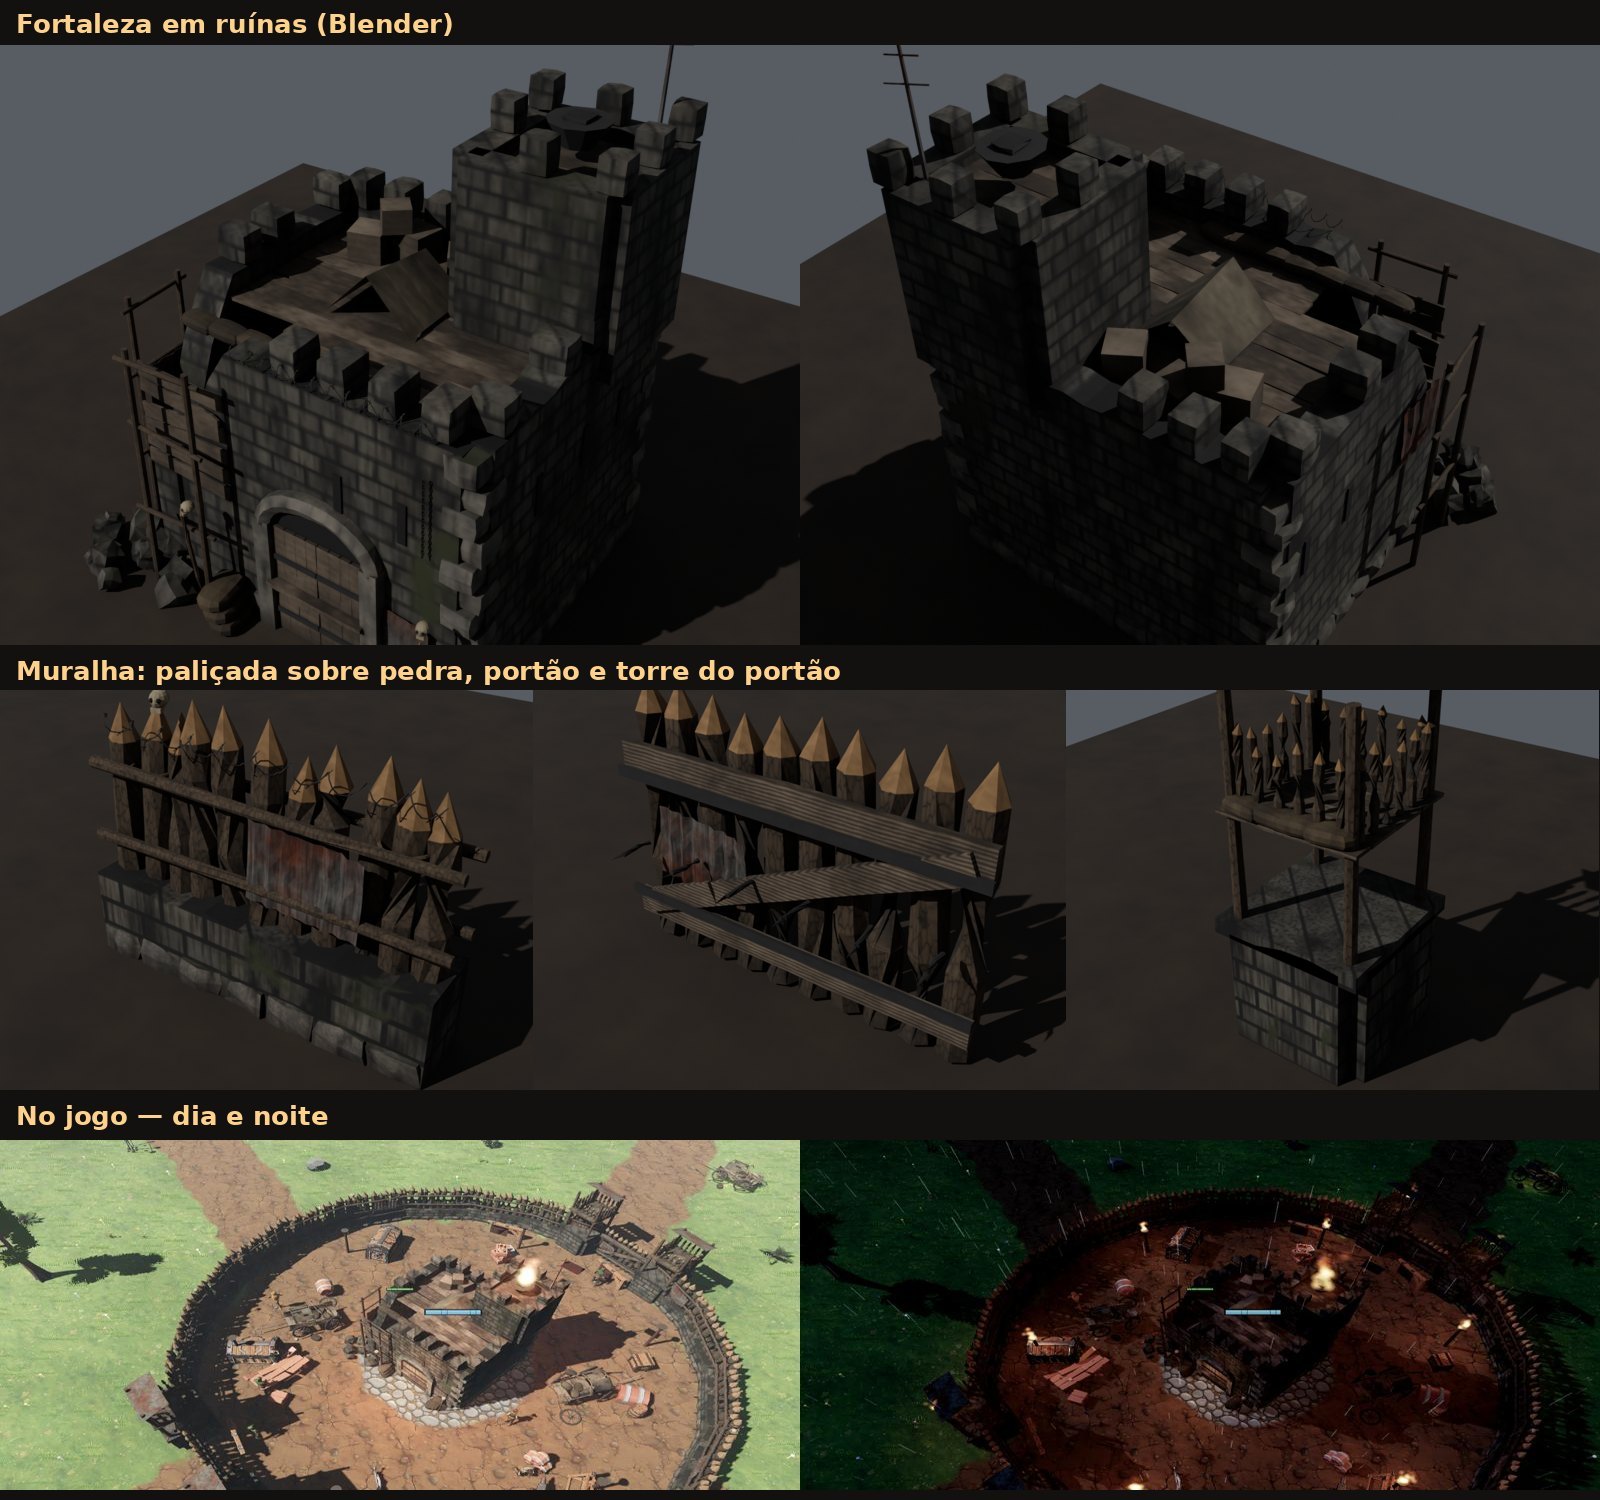 Fortaleza em ruínas (Blender)
Muralha: paliçada sobre pedra, portão e torre do portão
No jogo — dia e noite